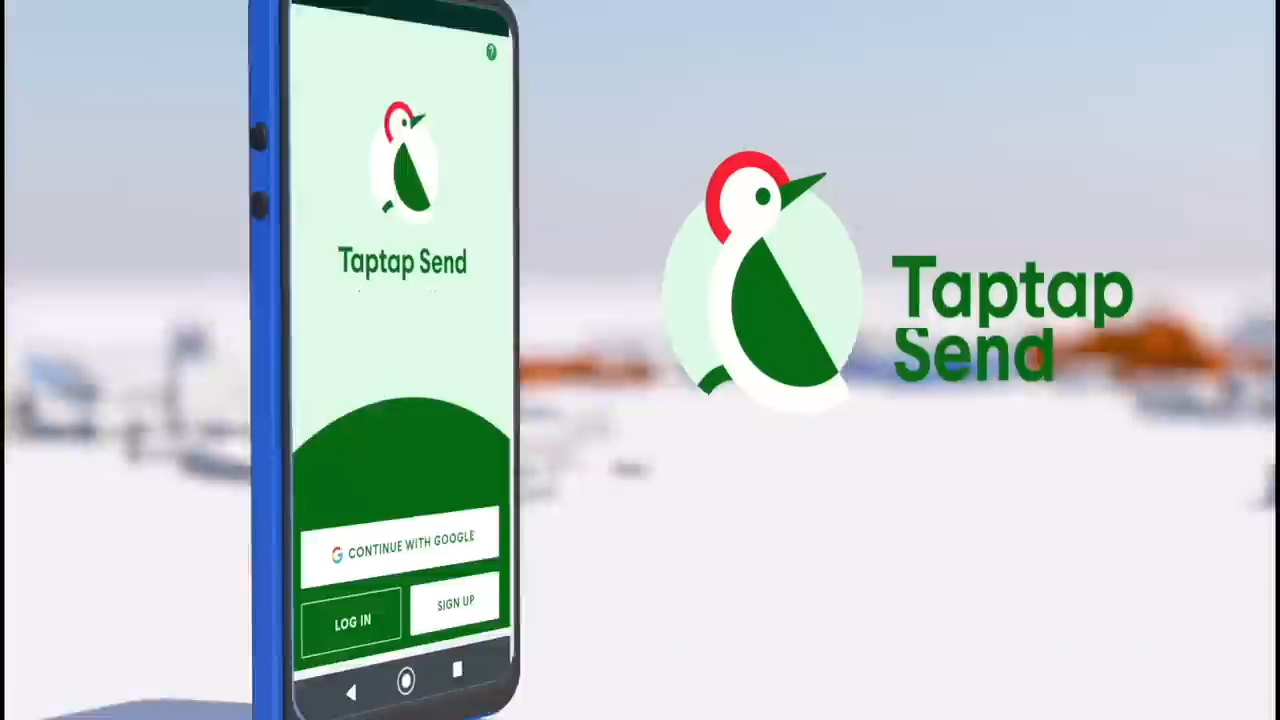 ?
Taptap Send
CONTINUE WITH GOOGLE
LOG IN
SIGN UP
Taptap
Send